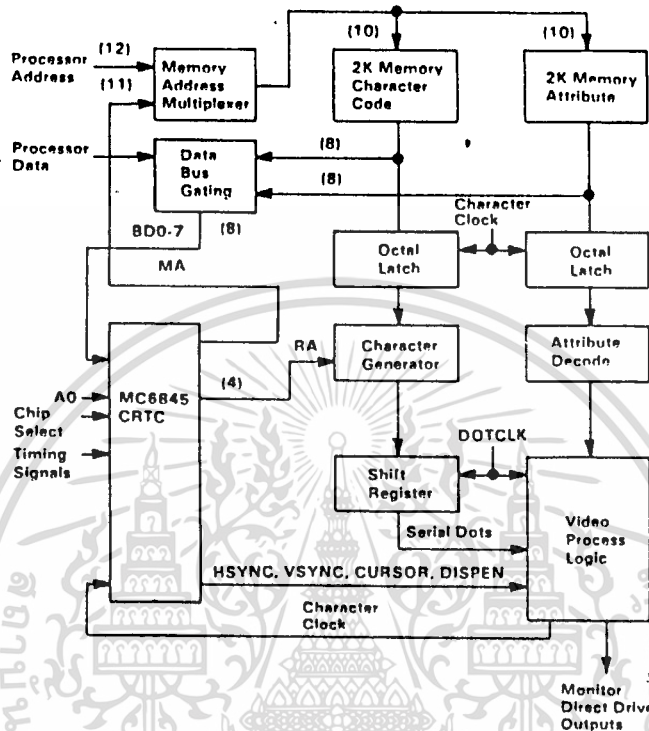 (10)
(10)
Processor
Address
(12)
(11)
Memory
Address
Multiplexer
2K Memory
Character
Code
2K Memory
Attribute
Processor
Data
Data
Bus
Gating
(8)
(8)
BD0-7
(8)
MA
Character
Clock
Octal
Latch
Octal
Latch
MC6845
CRTC
(4)
RA
Character
Generator
Attribute
Decode
A0
Chip
Select
Timing
Signals
DOTCLK
Shift
Register
Serial Dots
Video
Process
Logic
HSYNC, VSYNC, CURSOR, DISPEN
Character
Clock
Monitor
Direct Drive
Outputs